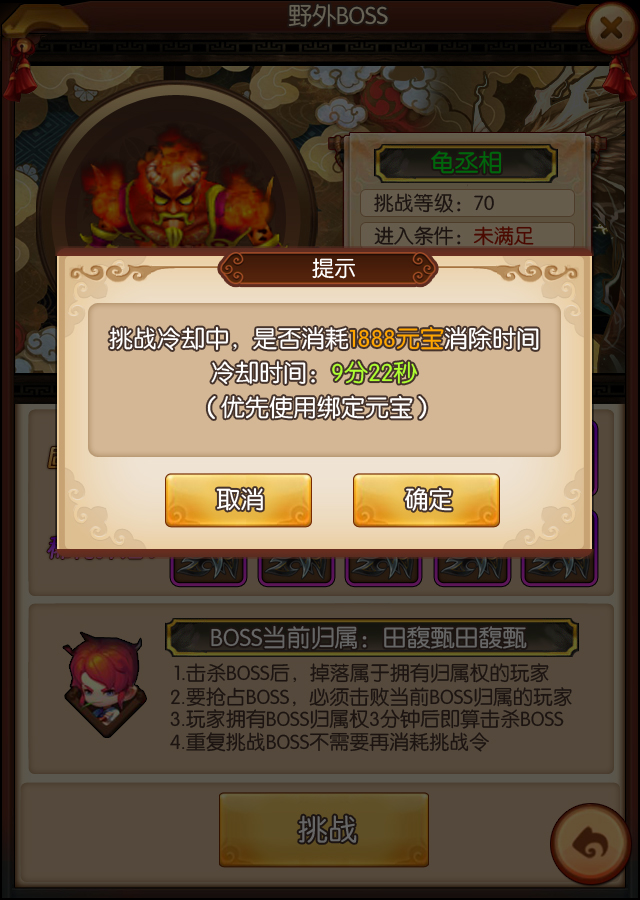 野外BOSS
龟丞相
挑战等级：70
进入条件：未满足
提示
挑战冷却中，是否消耗1888元宝消除时间
冷却时间：9分22秒
（优先使用绑定元宝）
取消
确定
BOSS当前归属：田馥甄田馥甄
1.击杀BOSS后，掉落属于拥有归属权的玩家
2.要抢占BOSS，必须击败当前BOSS归属的玩家
3.玩家拥有BOSS归属权3分钟后即算击杀BOSS
4.重复挑战BOSS不需要再消耗挑战令
挑战